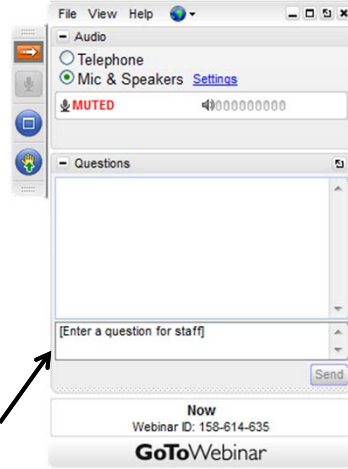 File View Help
Audio
Telephone
Mic & Speakers Settings
MUTED 000000000
Questions
[Enter a question for staff]
Send
Now
Webinar ID: 158-614-635
GoToWebinar